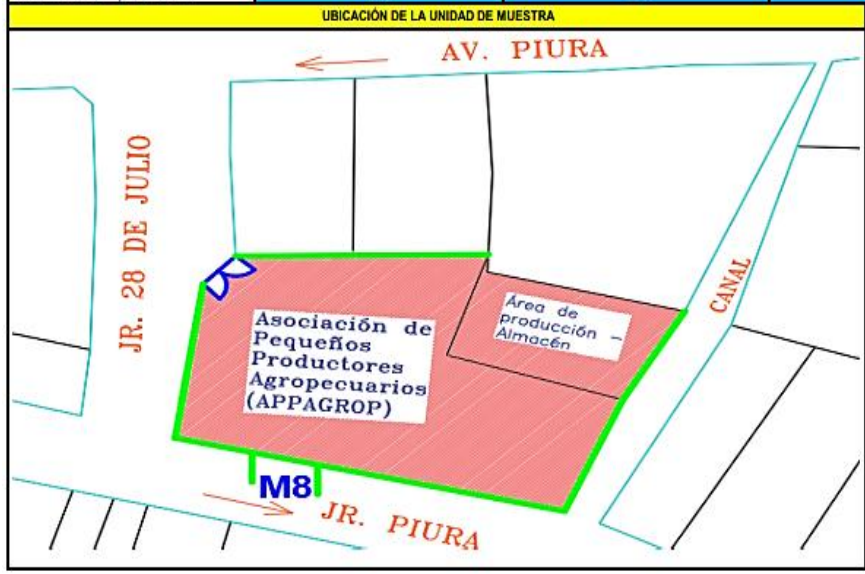 UBICACIÓN DE LA UNIDAD DE MUESTRA
AV. PIURA
JR. 28 DE JULIO
CANAL
Área de
producción –
Almacén
Asociación de
Pequeños
Productores
Agropecuarios
(APPAGROP)
M8
JR. PIURA